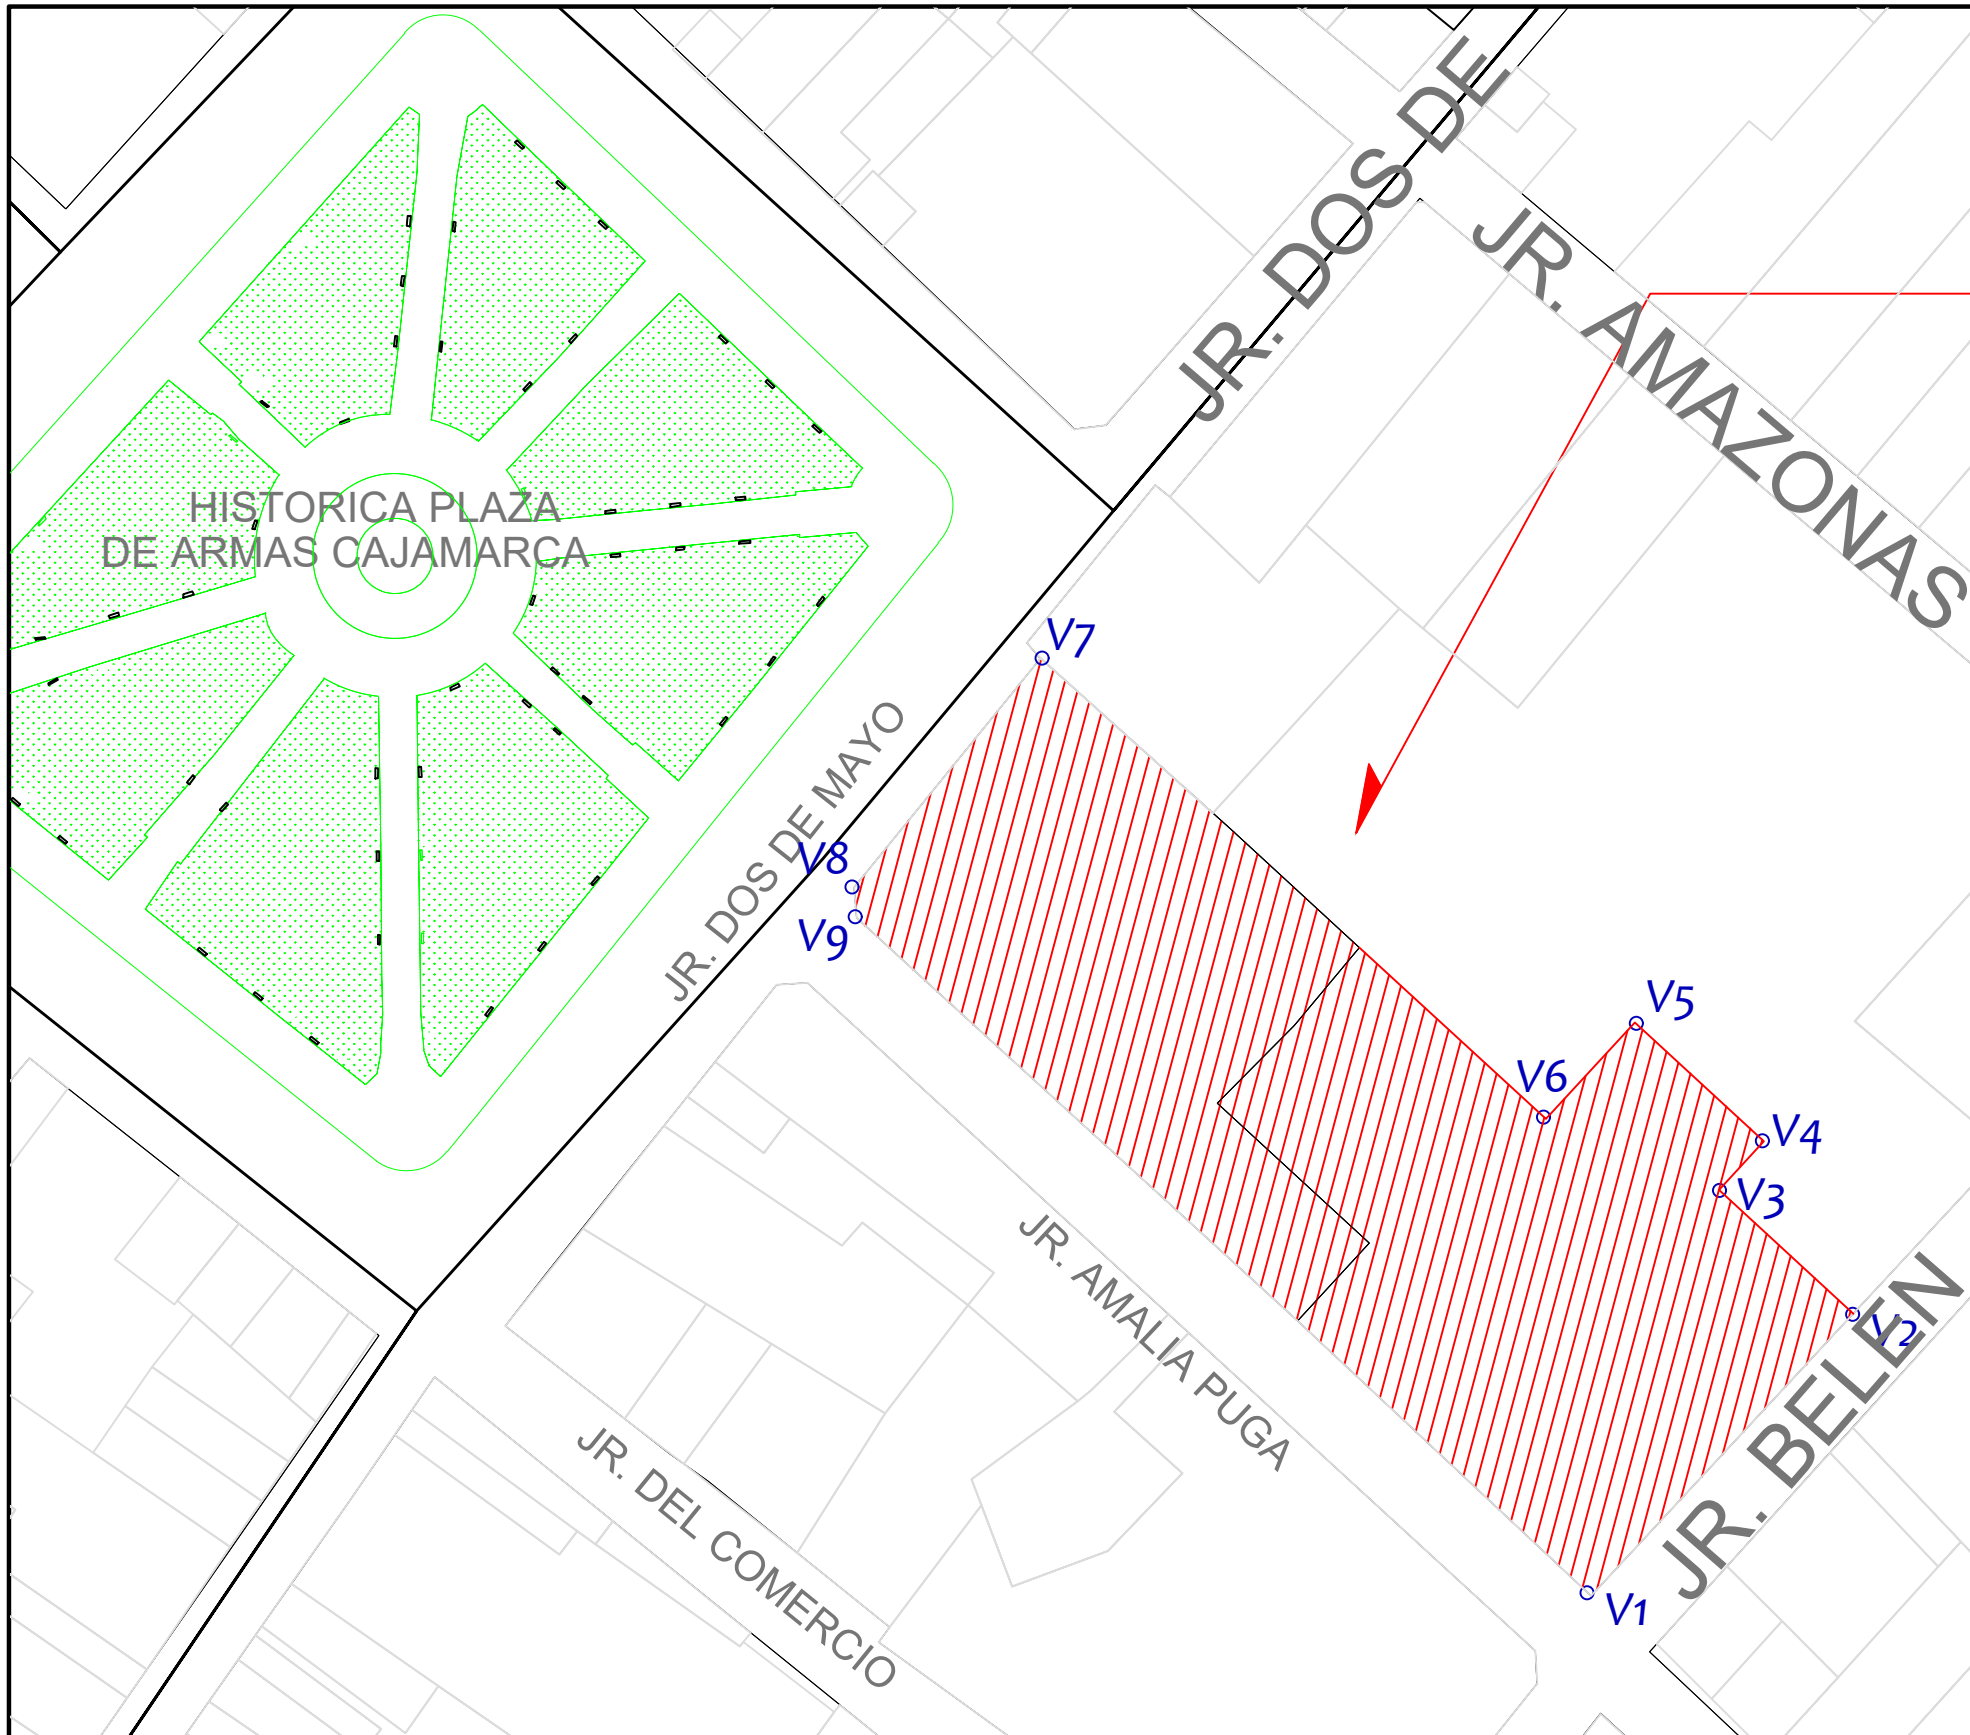 JR. DOS DE
JR. AMAZONAS
HISTORICA PLAZA
DE ARMAS CAJAMARCA
V7
JR. DOS DE MAYO
V8
V9
V5
V6
V4
V3
V2
JR. AMALIA PUGA
JR. BELEN
JR. DEL COMERCIO
V1